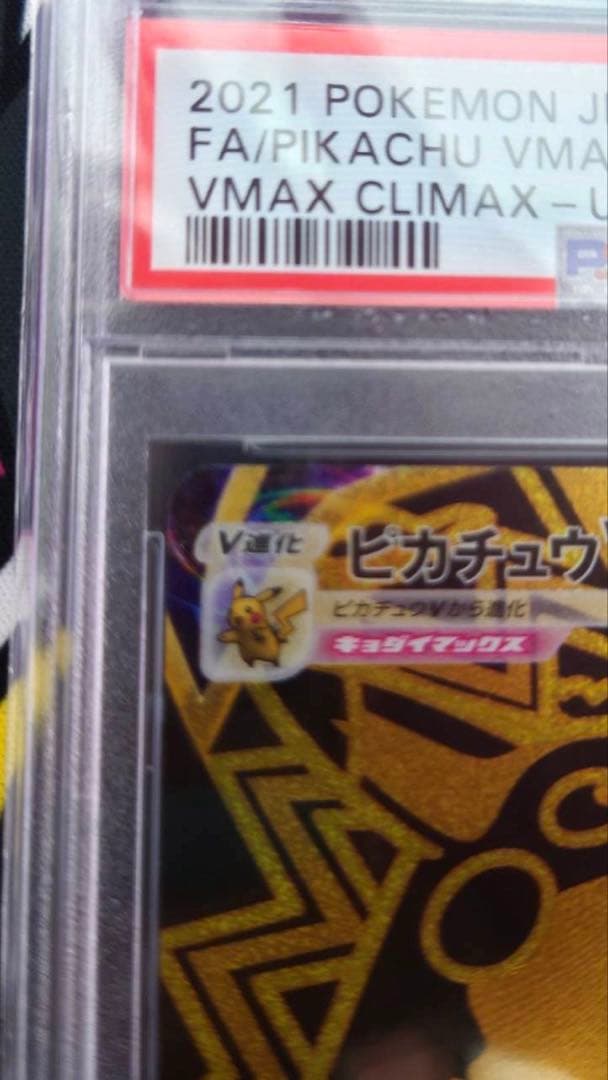 2021 POKEMON J
FA/PIKACHU VMA
VMAX CLIMAX-U
P
V進化
ピカチュウ
ピカチュウVから進化
キョダイマックス